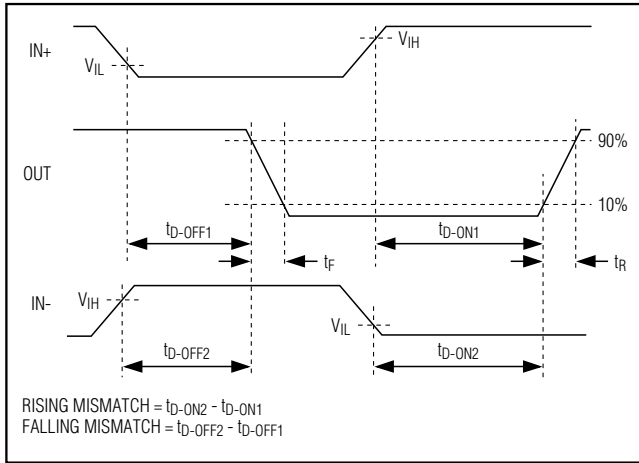 IN+
VIL
VIH
OUT
90%
10%
tD-OFF1
tF
tD-ON1
tR
IN-
VIH
VIL
tD-OFF2
tD-ON2
RISING MISMATCH = tD-ON2 - tD-ON1
FALLING MISMATCH = tD-OFF2 - tD-OFF1